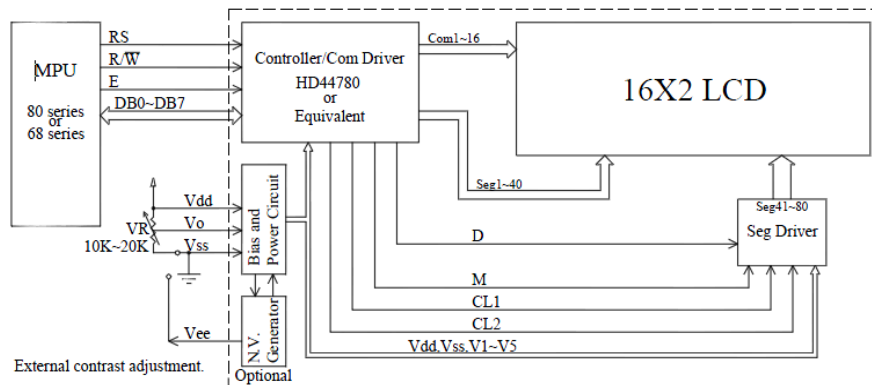 MPU
80 series
or
68 series
RS
R/W̅
E
DB0~DB7
Controller/Com Driver
HD44780
or
Equivalent
Com1~16
16X2 LCD
Seg1~40
Seg41~80
Seg Driver
D
M
CL1
CL2
Vdd,Vss,V1~V5
Vdd
Vo
Vss
VR
10K~20K
Bias and
Power Circuit
N.V.
Generator
Optional
Vee
External contrast adjustment.